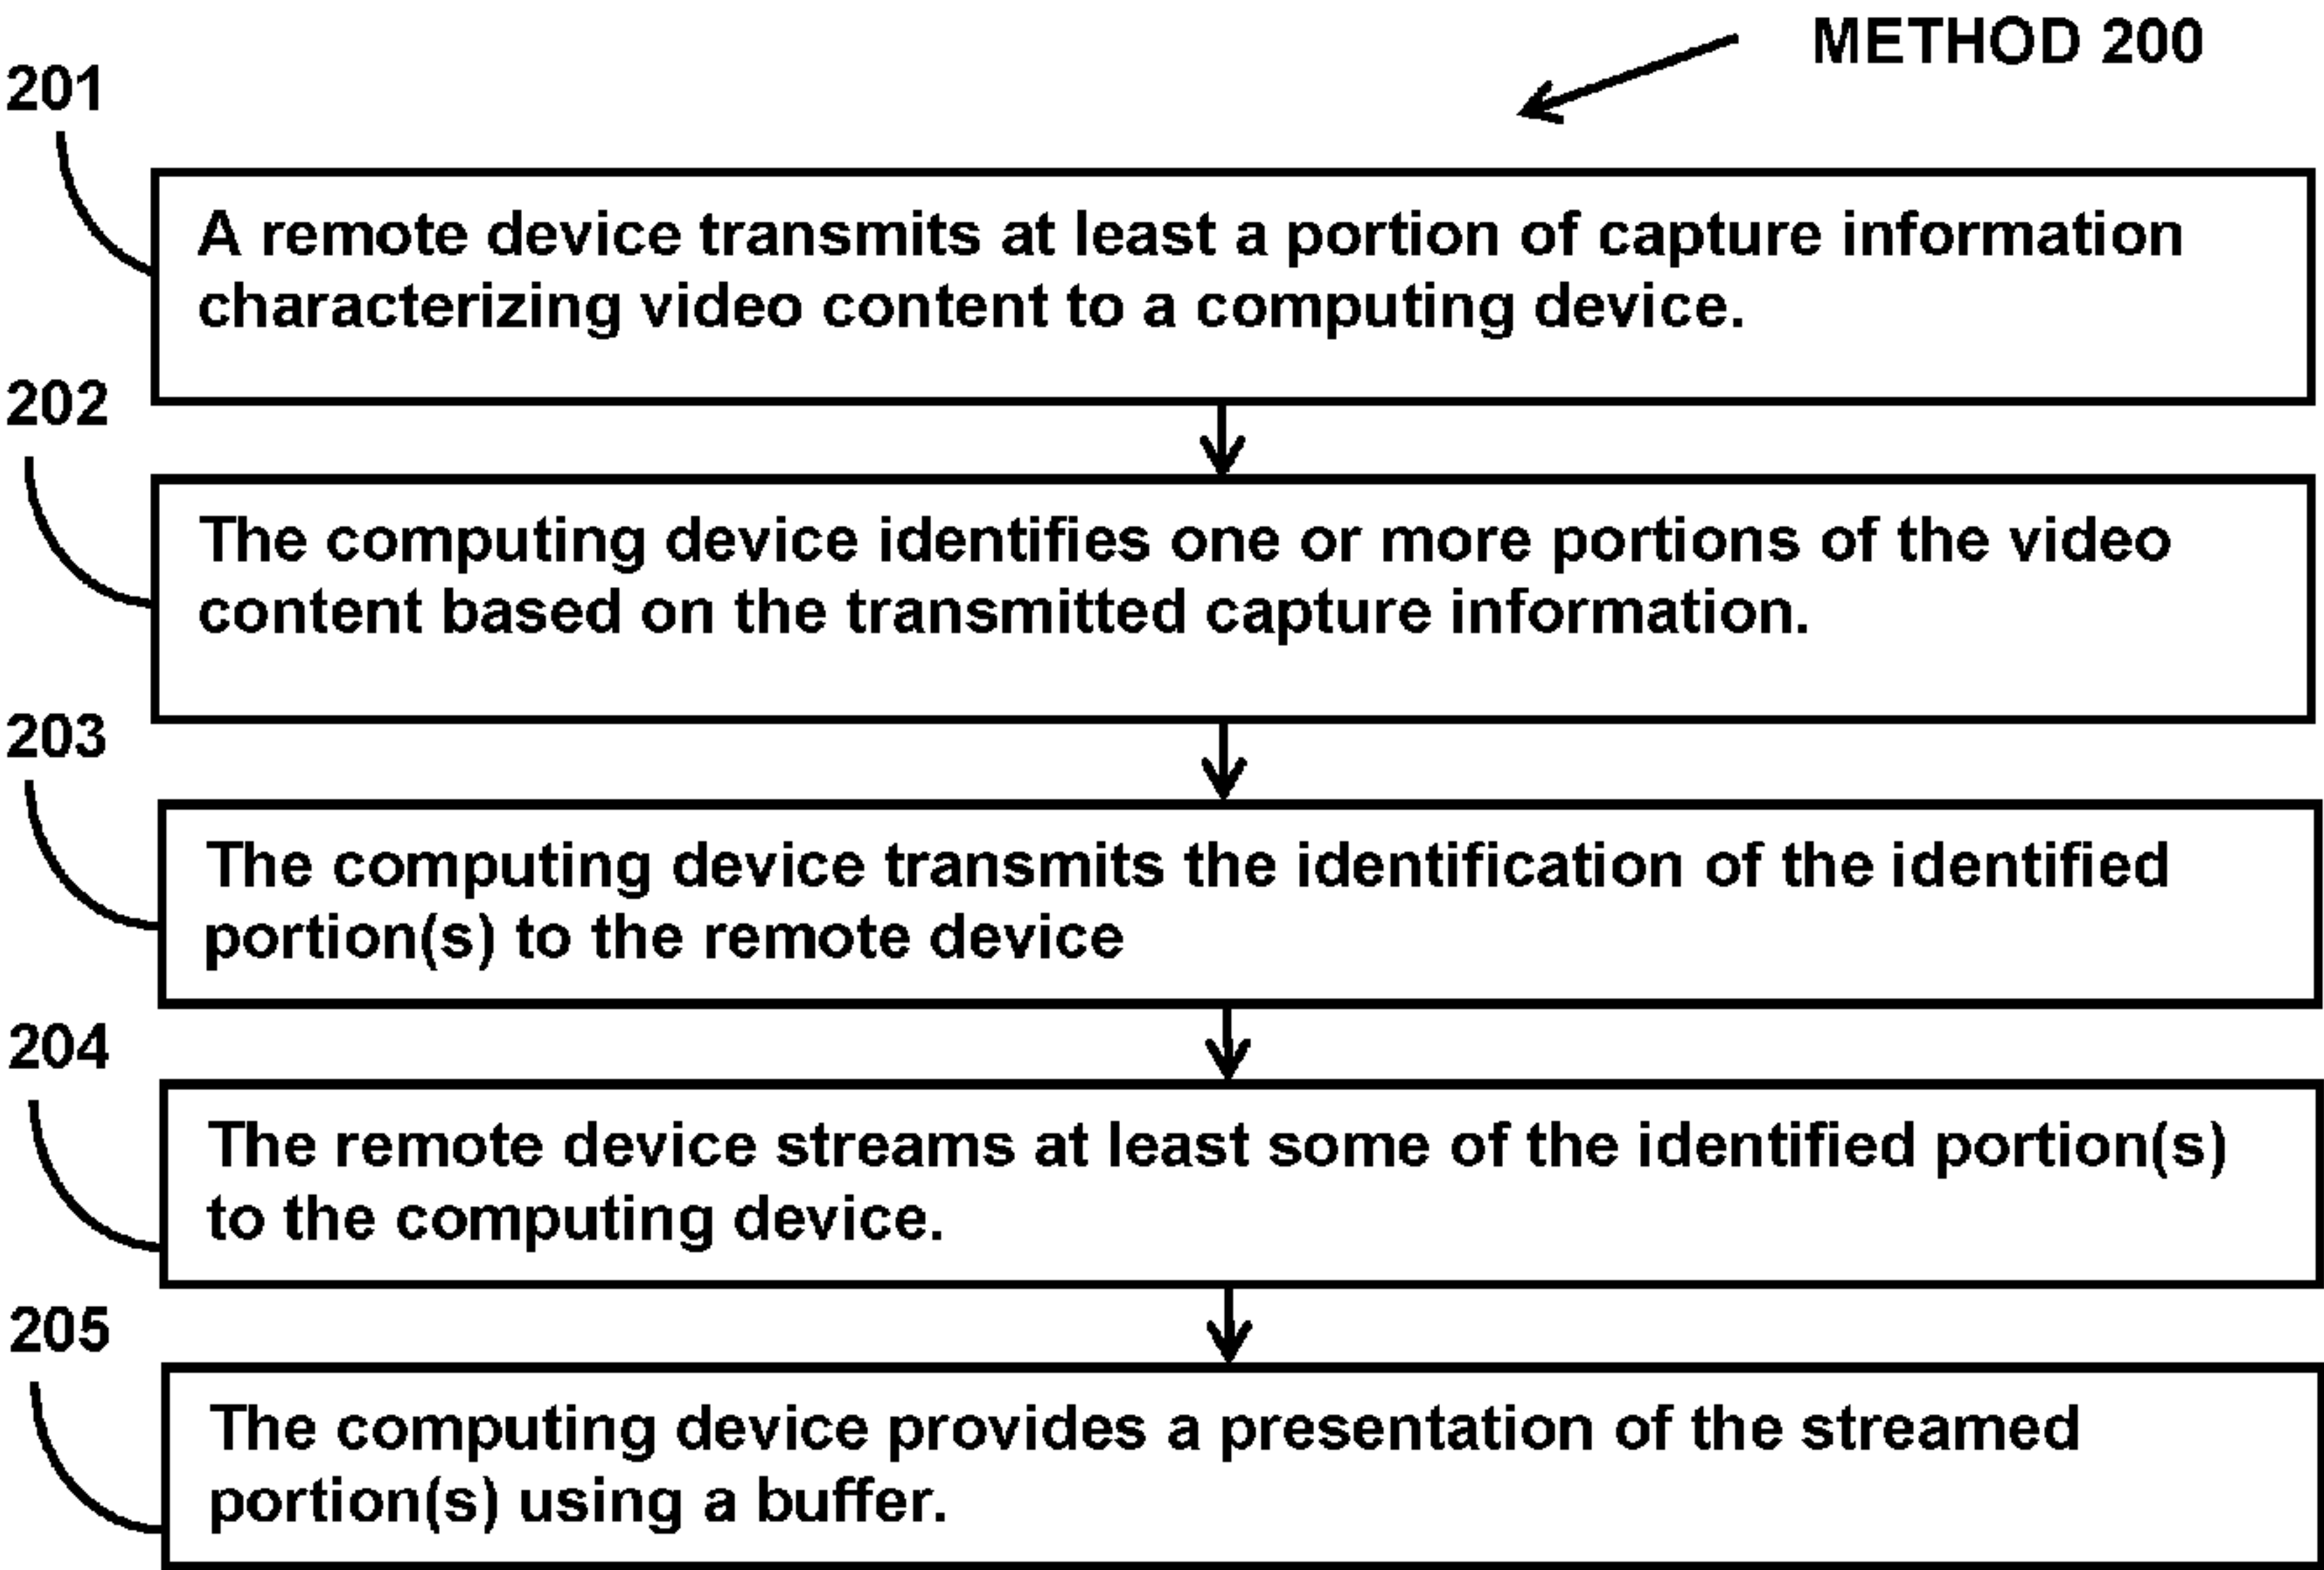 METHOD 200
201
A remote device transmits at least a portion of capture information
characterizing video content to a computing device.
202
The computing device identifies one or more portions of the video
content based on the transmitted capture information.
203
The computing device transmits the identification of the identified
portion(s) to the remote device
204
The remote device streams at least some of the identified portion(s)
to the computing device.
205
The computing device provides a presentation of the streamed
portion(s) using a buffer.